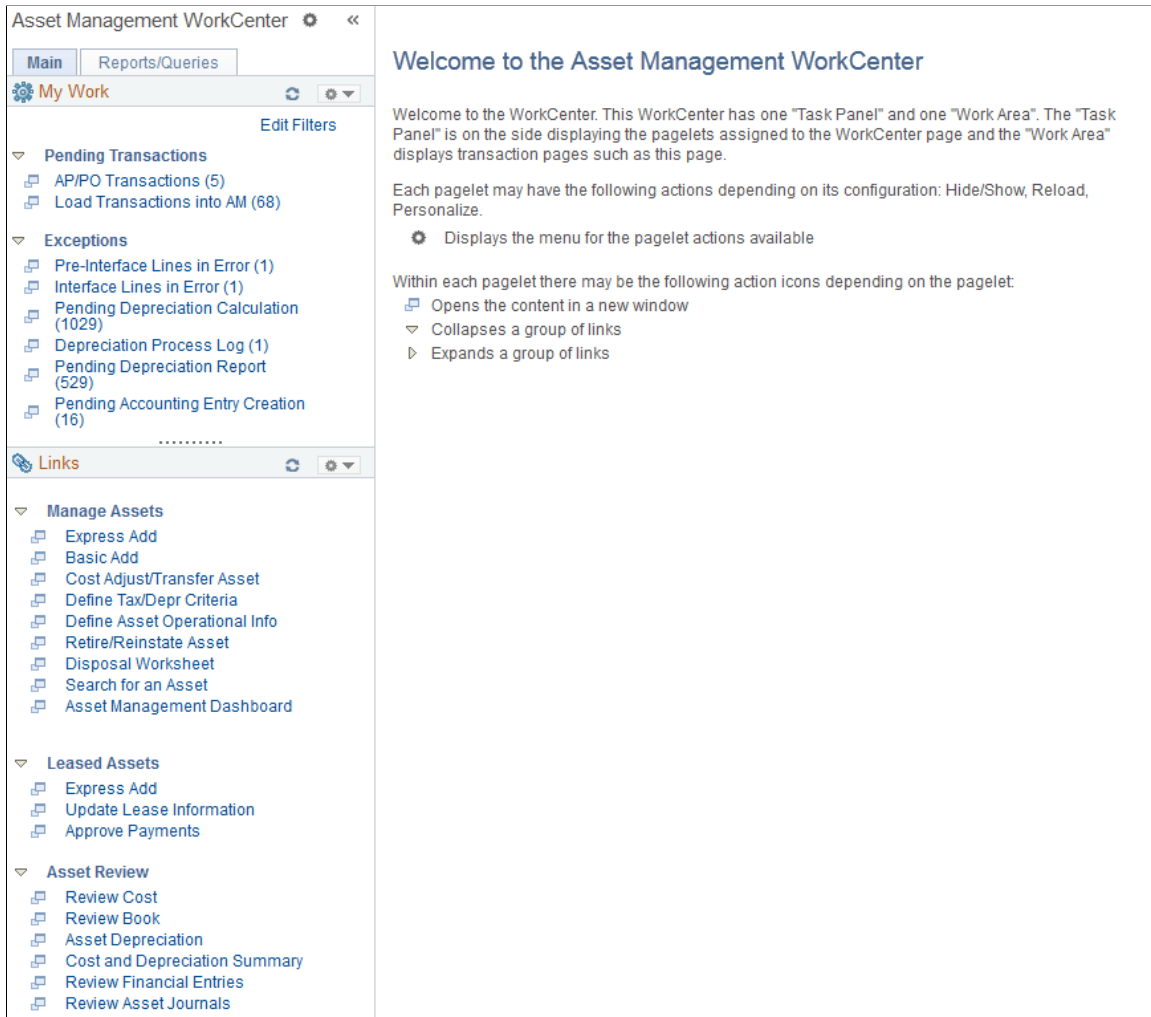 Asset Management WorkCenter
Main
Reports/Queries
My Work
Edit Filters
Pending Transactions
AP/PO Transactions (5)
Load Transactions into AM (68)
Exceptions
Pre-Interface Lines in Error (1)
Interface Lines in Error (1)
Pending Depreciation Calculation
(1029)
Depreciation Process Log (1)
Pending Depreciation Report
(529)
Pending Accounting Entry Creation
(16)
Links
Manage Assets
Express Add
Basic Add
Cost Adjust/Transfer Asset
Define Tax/Depr Criteria
Define Asset Operational Info
Retire/Reinstate Asset
Disposal Worksheet
Search for an Asset
Asset Management Dashboard
Leased Assets
Express Add
Update Lease Information
Approve Payments
Asset Review
Review Cost
Review Book
Asset Depreciation
Cost and Depreciation Summary
Review Financial Entries
Review Asset Journals
Welcome to the Asset Management WorkCenter
Welcome to the WorkCenter. This WorkCenter has one "Task Panel" and one "Work Area". The "Task
Panel" is on the side displaying the pagelets assigned to the WorkCenter page and the "Work Area"
displays transaction pages such as this page.
Each pagelet may have the following actions depending on its configuration: Hide/Show, Reload,
Personalize.
Displays the menu for the pagelet actions available
Within each pagelet there may be the following action icons depending on the pagelet:
Opens the content in a new window
Collapses a group of links
Expands a group of links